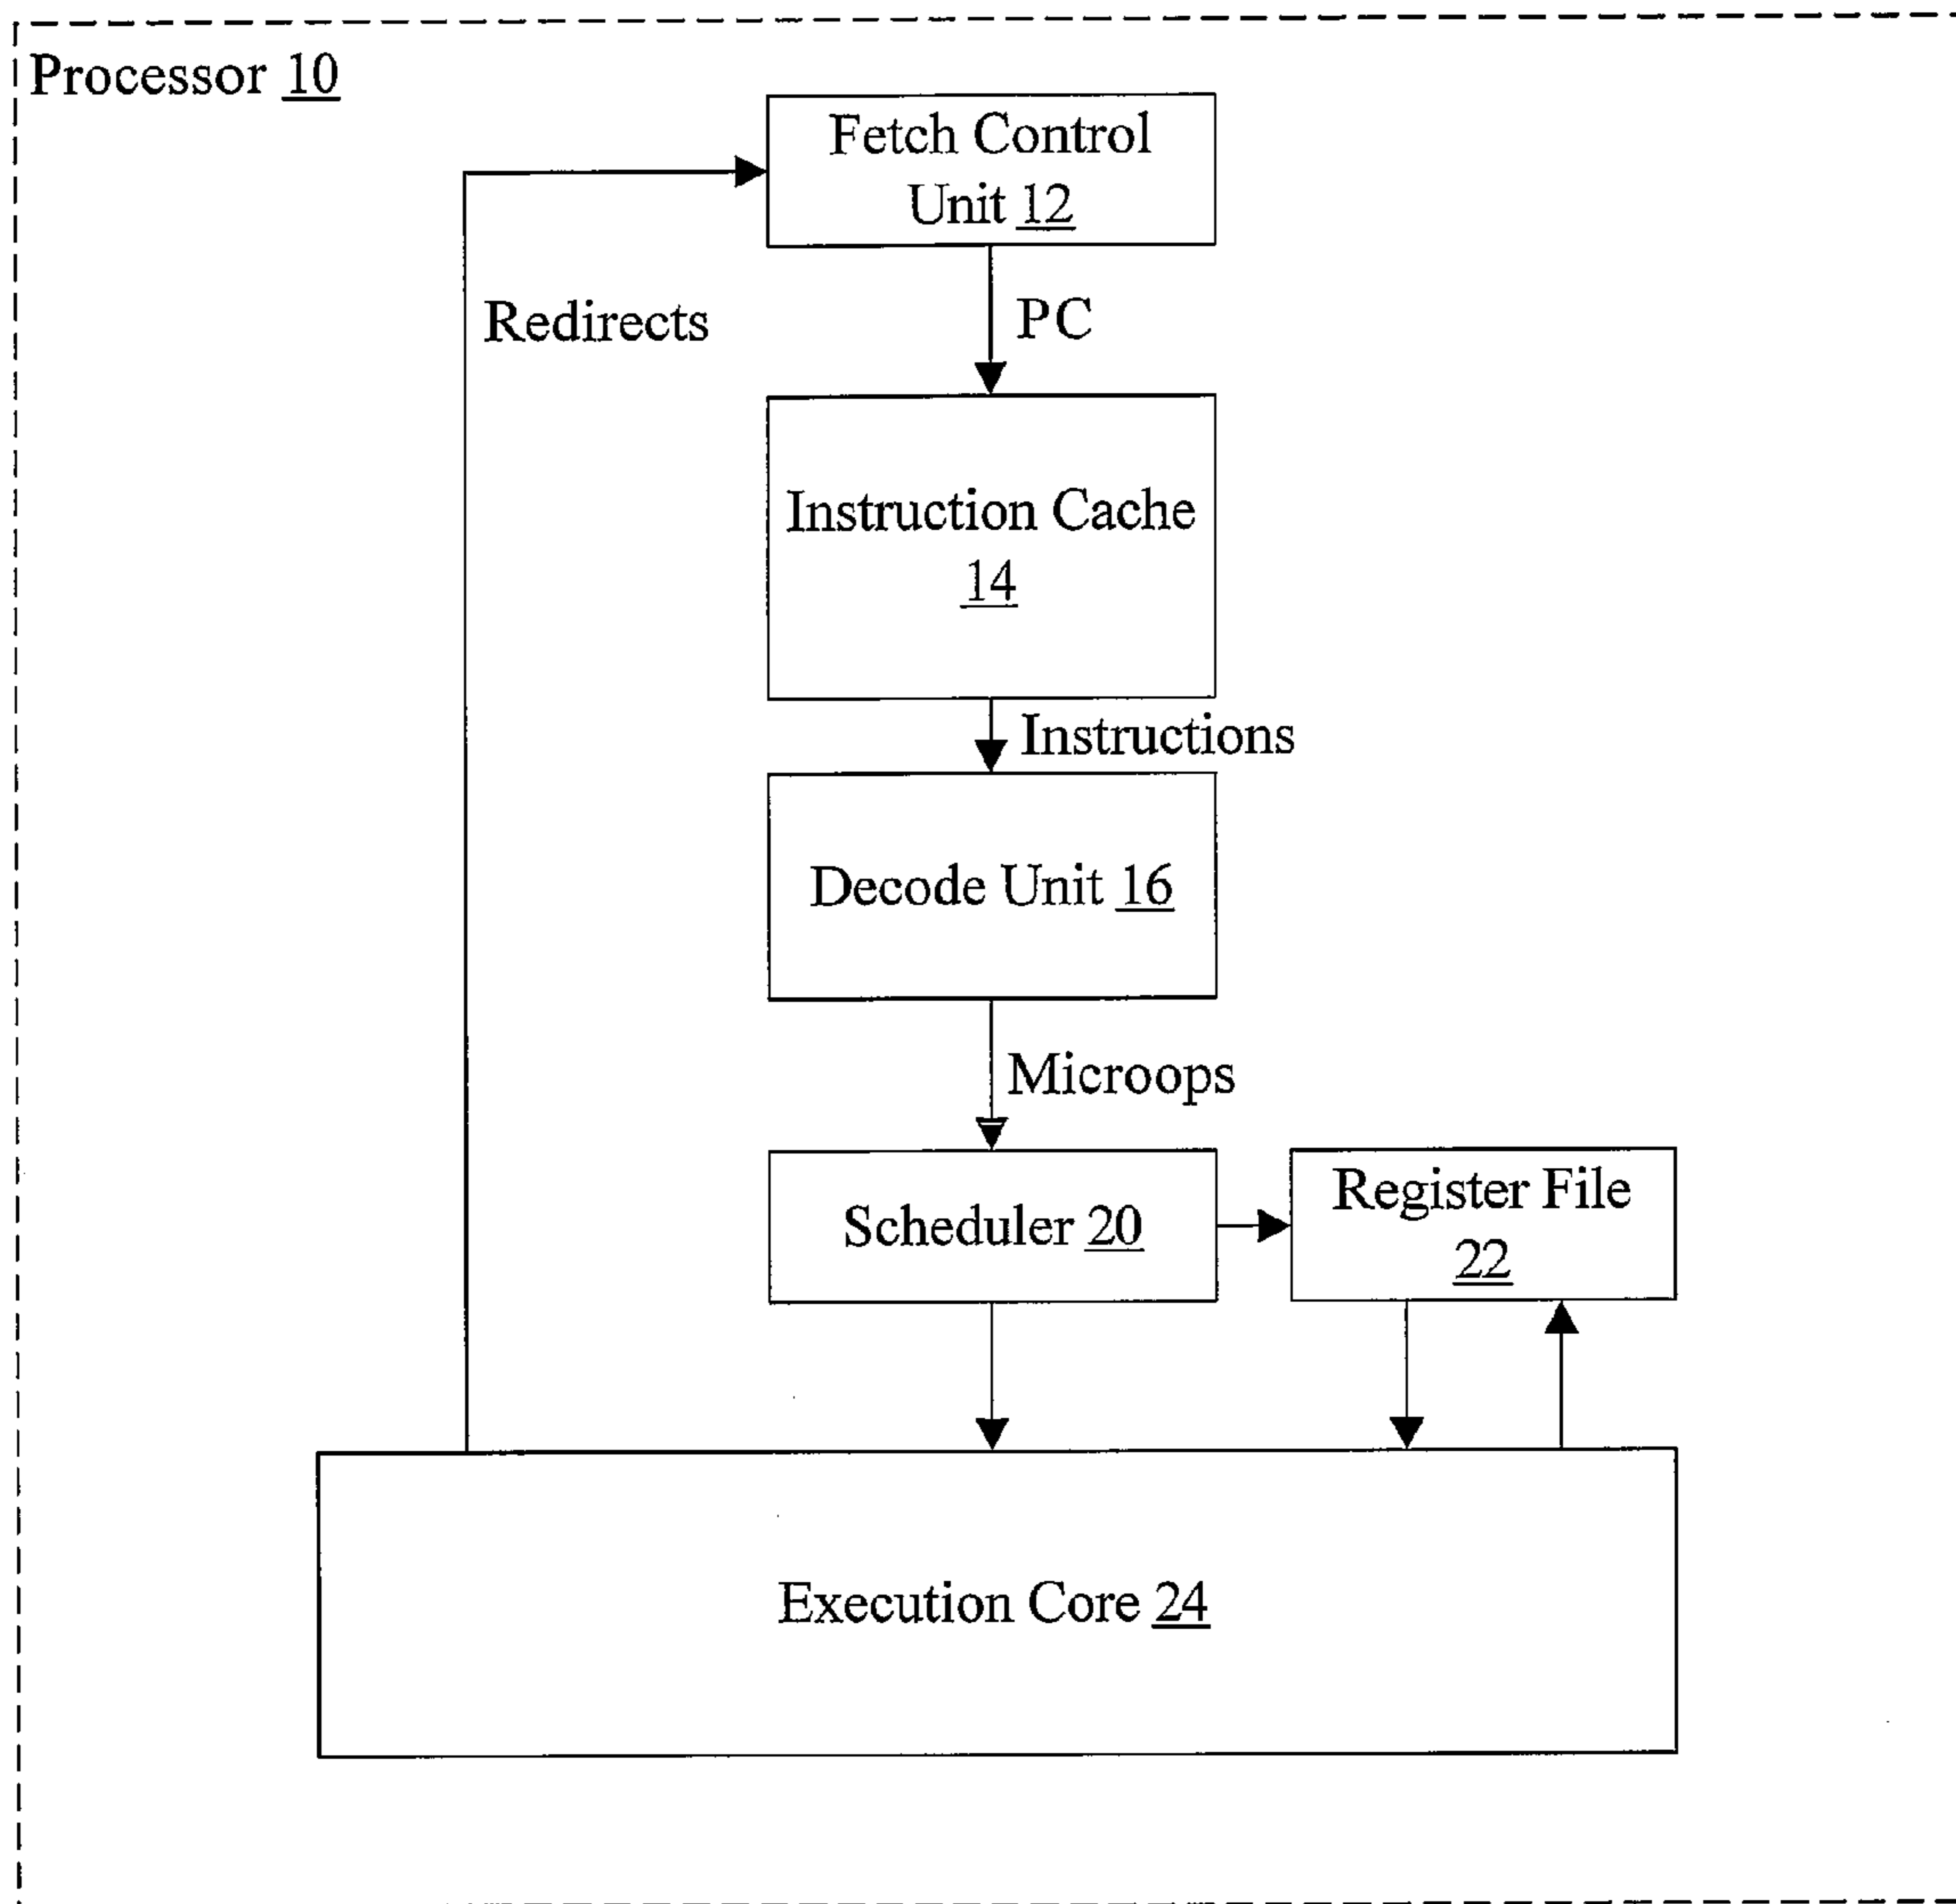 Processor 10
Fetch Control
Unit 12
Redirects
PC
Instruction Cache
14
Instructions
Decode Unit 16
Microops
Scheduler 20
Register File
22
Execution Core 24